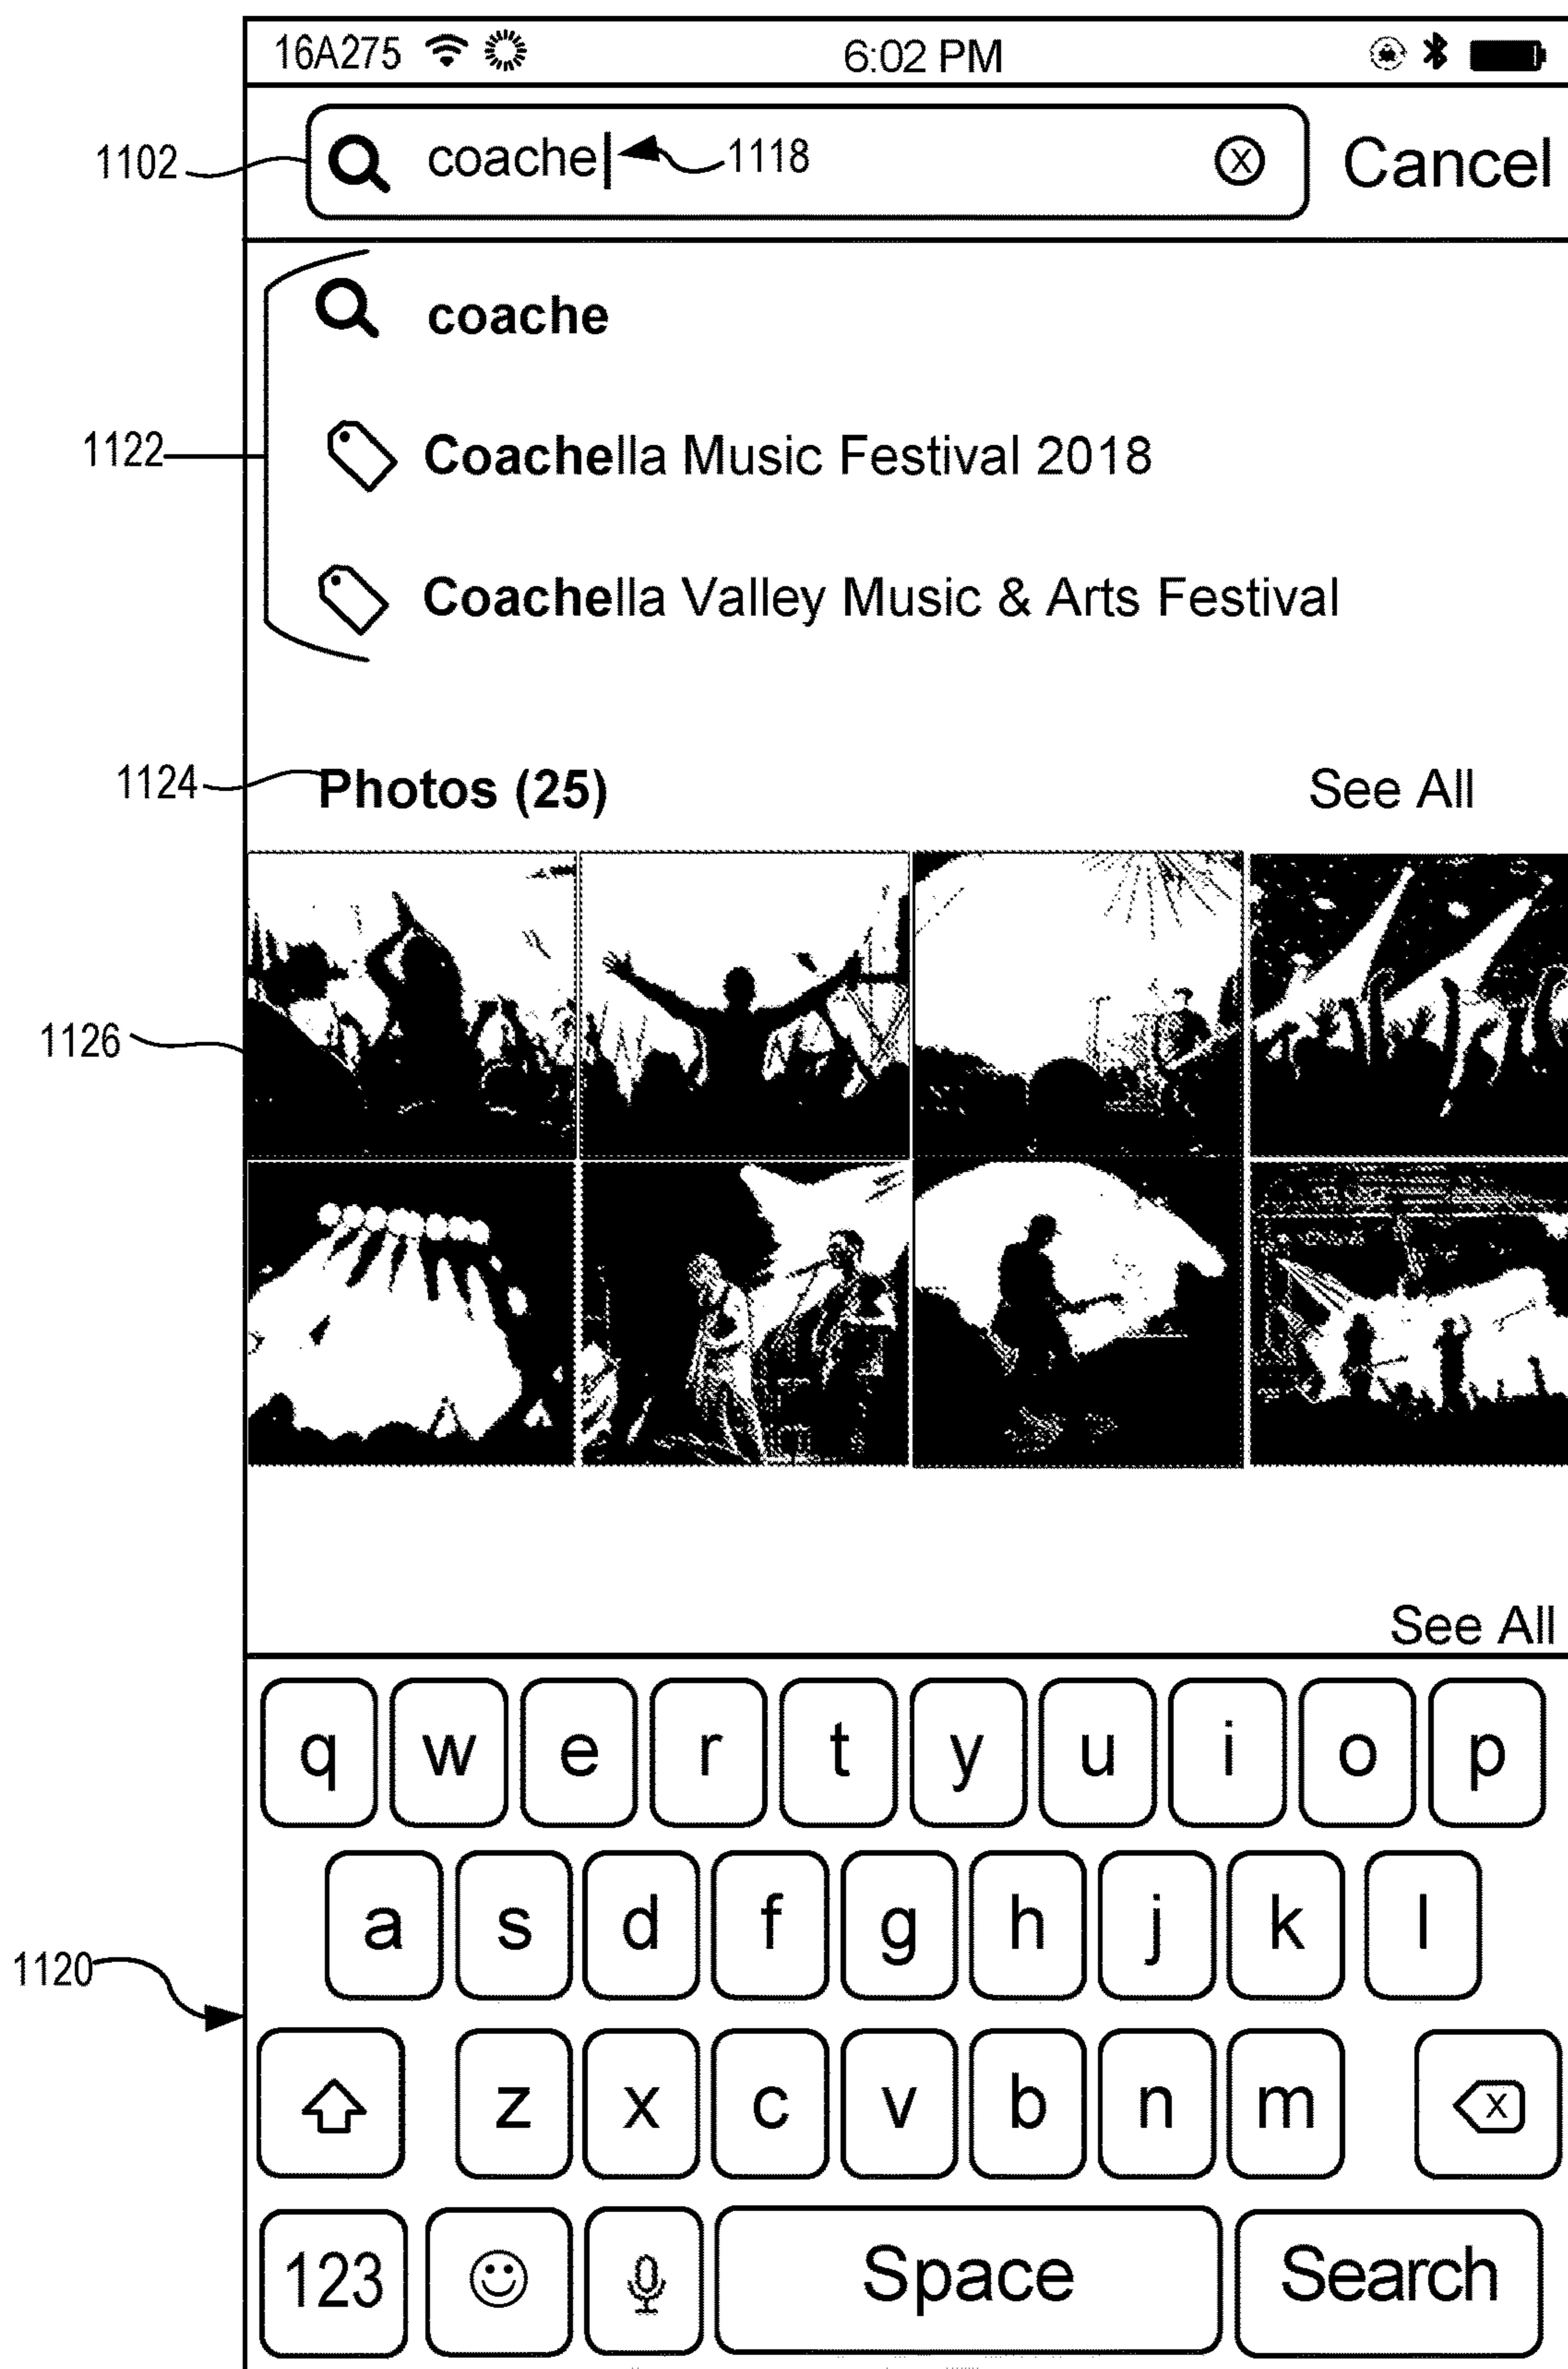 16A275 6:02 PM
1102 coache 1118 X Cancel
coache
1122 Coachella Music Festival 2018
Coachella Valley Music & Arts Festival
1124 Photos (25) See All
1126
See All
q w e r t y u i o p
a s d f g h j k l
1120
z x c v b n m X
123 Space Search